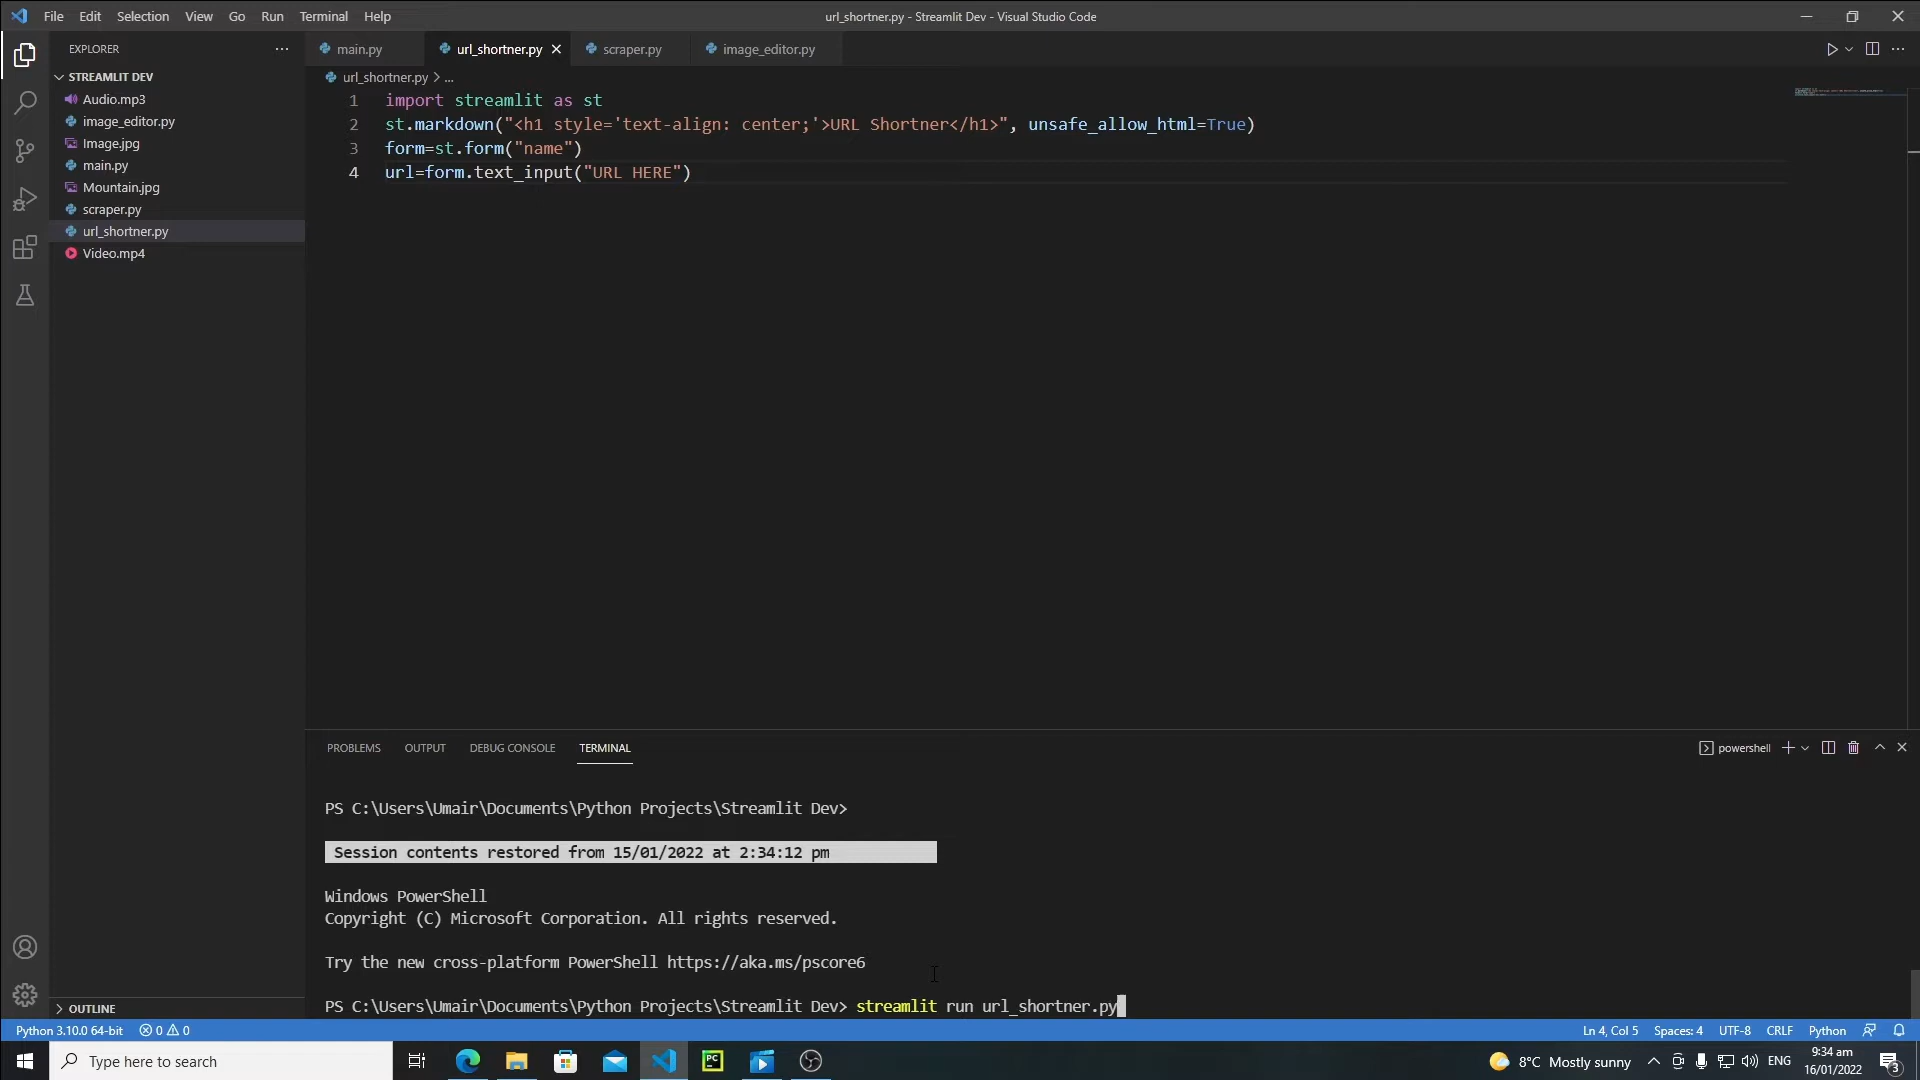 File Edit Selection View Go Run Terminal Help
url_shortner.py - Streamlit Dev - Visual Studio Code
EXPLORER
main.py
url_shortner.py
scraper.py
image_editor.py
STREAMLIT DEV
Audio.mp3
image_editor.py
Image.jpg
main.py
Mountain.jpg
scraper.py
url_shortner.py
Video.mp4
OUTLINE
url_shortner.py > ...
1 import streamlit as st
2 st.markdown("<h1 style='text-align: center;'>URL Shortner</h1>", unsafe_allow_html=True)
3 form=st.form("name")
4 url=form.text_input("URL HERE")
PROBLEMS OUTPUT DEBUG CONSOLE TERMINAL
powershell
PS C:\Users\Umair\Documents\Python Projects\Streamlit Dev>
Session contents restored from 15/01/2022 at 2:34:12 pm
Windows PowerShell
Copyright (C) Microsoft Corporation. All rights reserved.
Try the new cross-platform PowerShell https://aka.ms/pscore6
PS C:\Users\Umair\Documents\Python Projects\Streamlit Dev> streamlit run url_shortner.py
Python 3.10.0 64-bit 0 0
Ln 4, Col 5 Spaces: 4 UTF-8 CRLF Python
Type here to search
PC
8°C Mostly sunny
ENG
9:34 am
16/01/2022
3